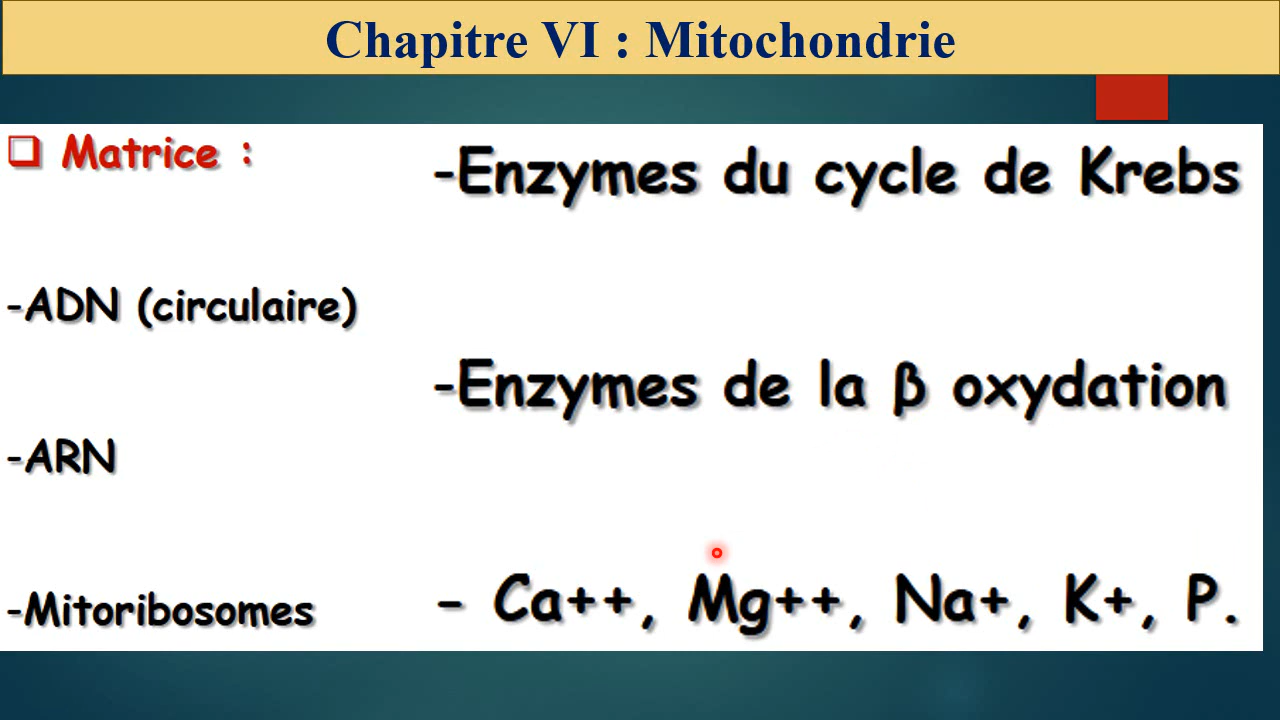 Chapitre VI : Mitochondrie
❑ Matrice :
-ADN (circulaire)
-ARN
-Mitoribosomes
-Enzymes du cycle de Krebs
-Enzymes de la β oxydation
- Ca++, Mg++, Na+, K+, P.